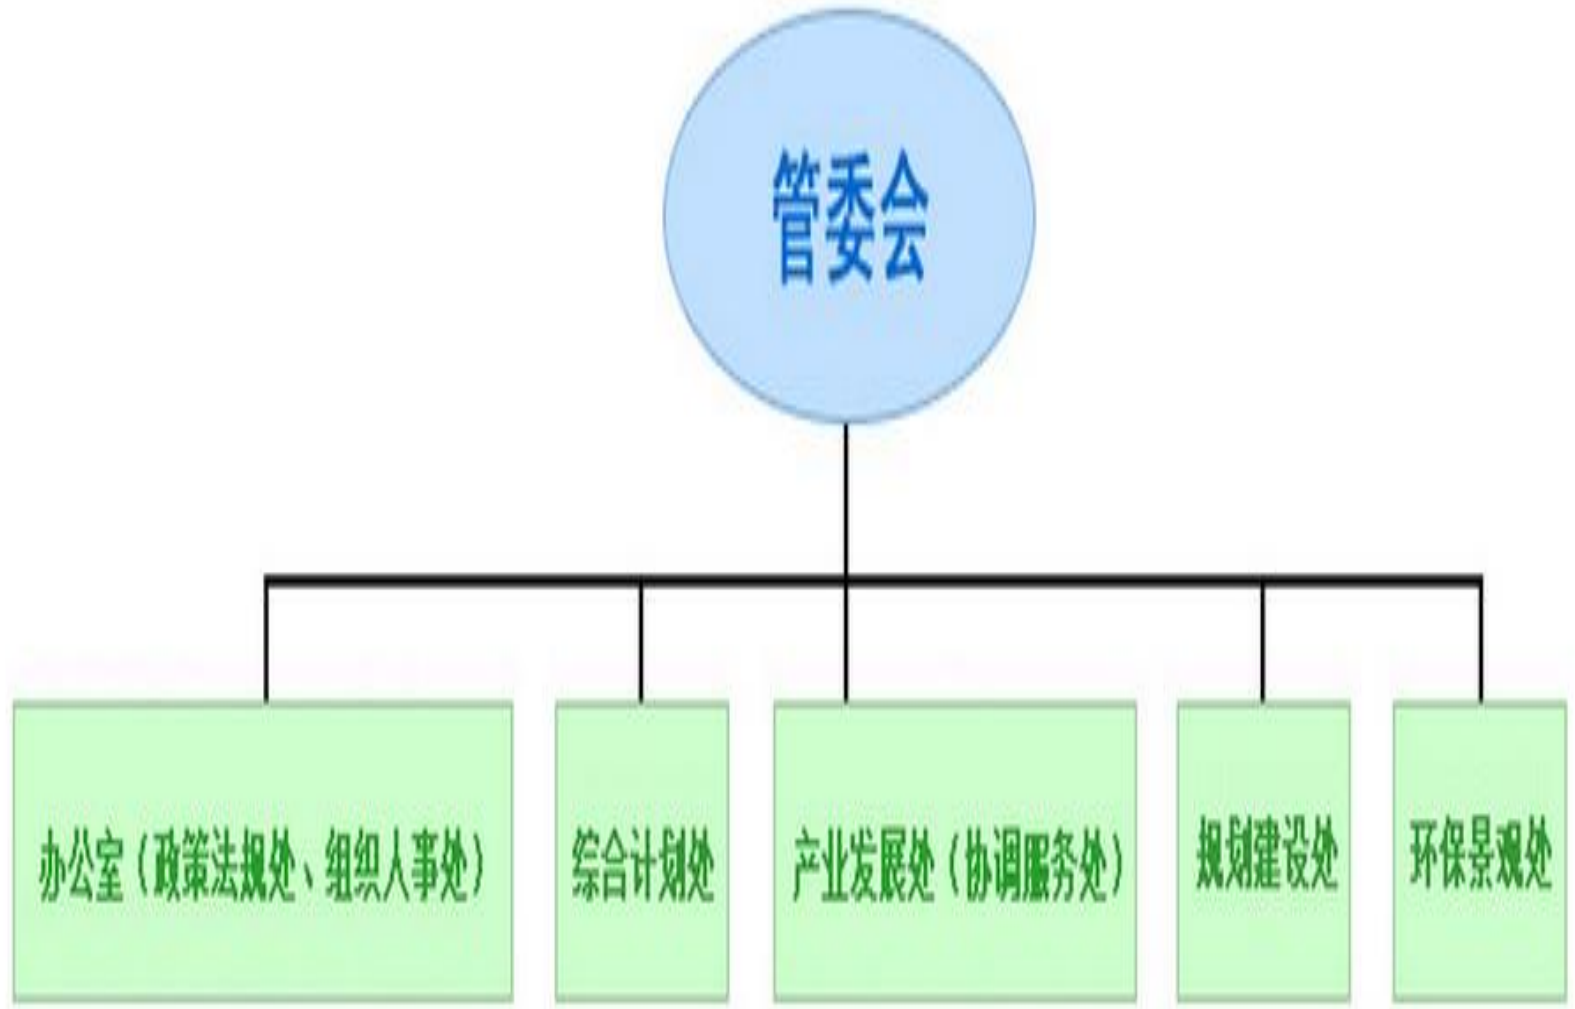 管委会
办公室（政策法规处、组织人事处）
综合计划处
产业发展处（协调服务处）
规划建设处
环保景观处